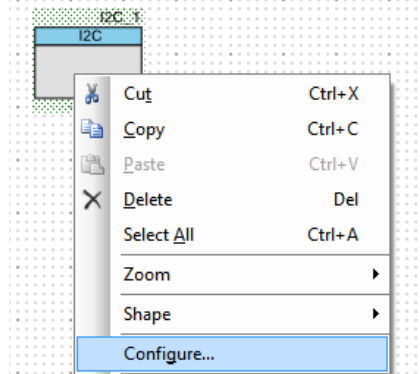 I2C_1
I2C
Cut Ctrl+X
Copy Ctrl+C
Paste Ctrl+V
Delete Del
Select All Ctrl+A
Zoom
Shape
Configure...